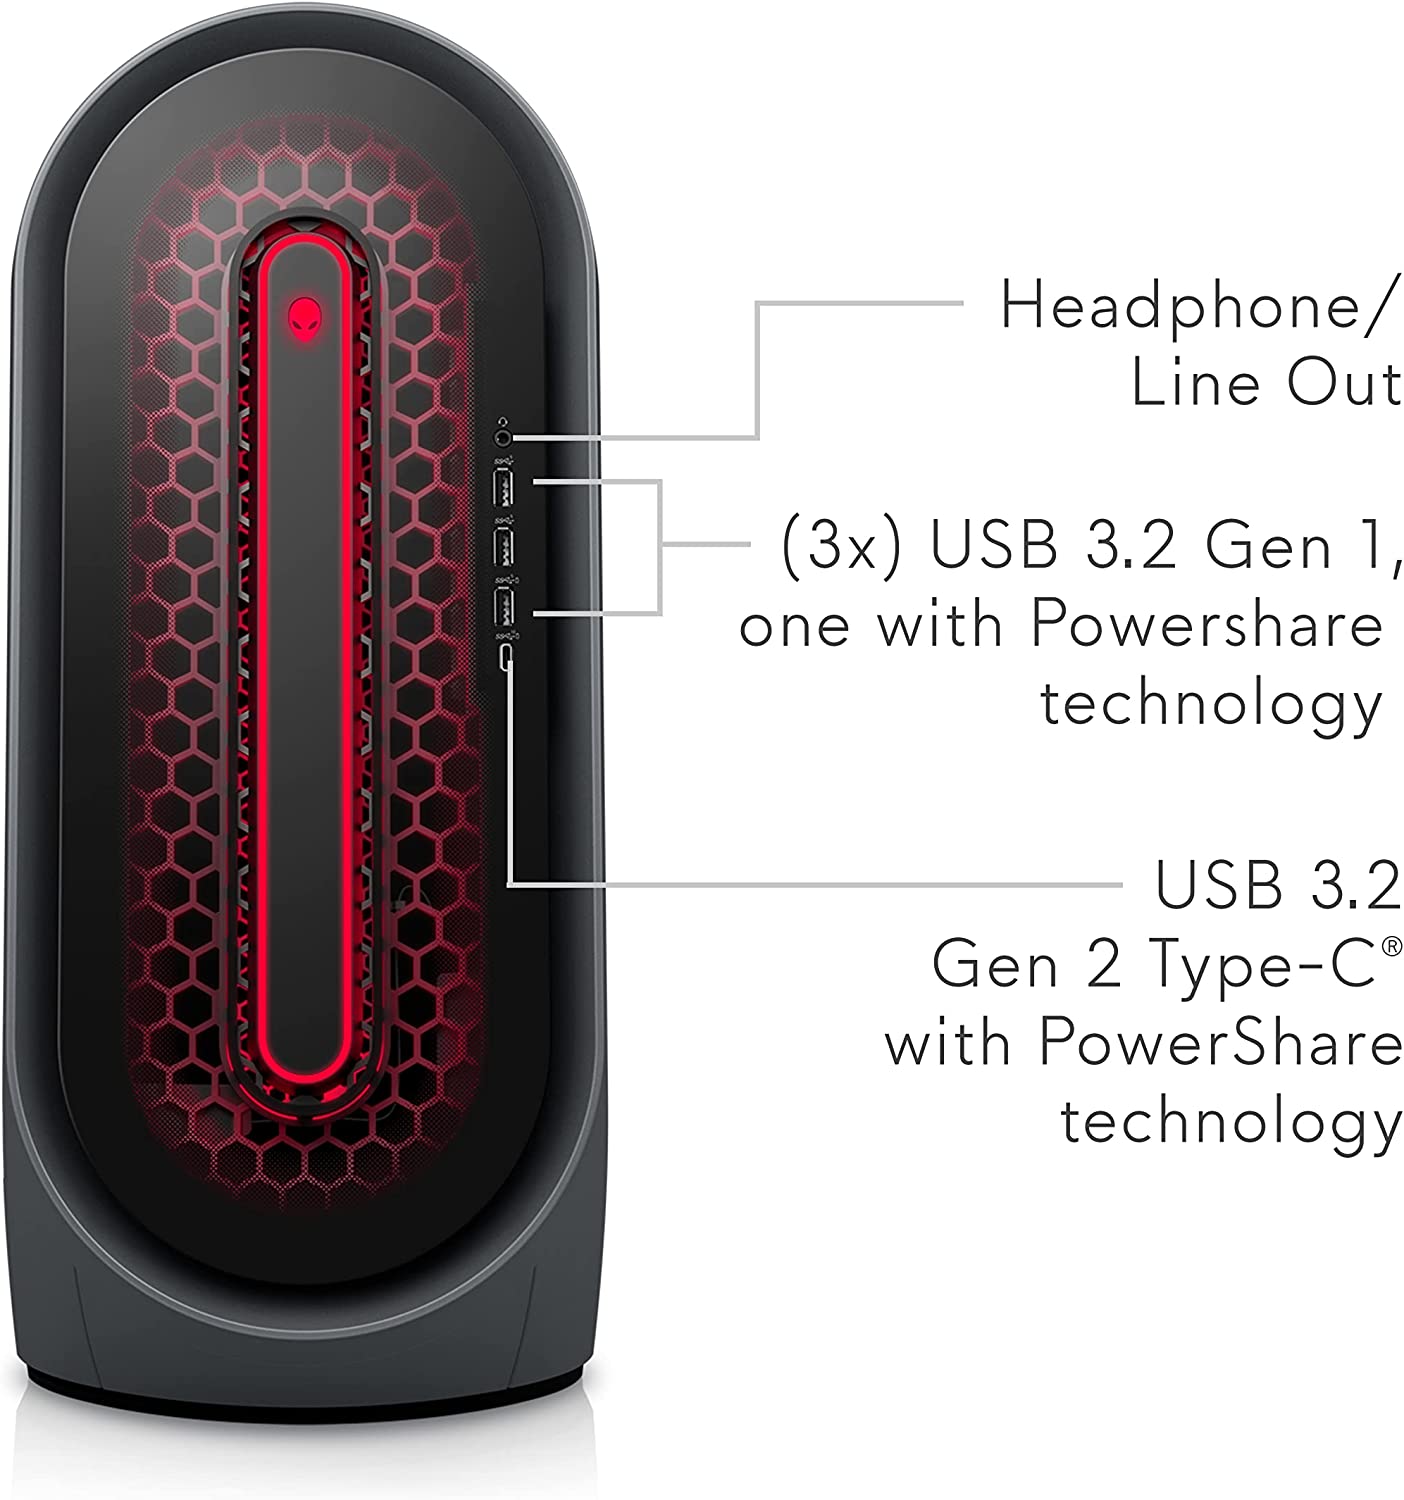 Headphone/
Line Out
(3x) USB 3.2 Gen 1,
one with Powershare
technology
USB 3.2
Gen 2 Type-C®
with PowerShare
technology